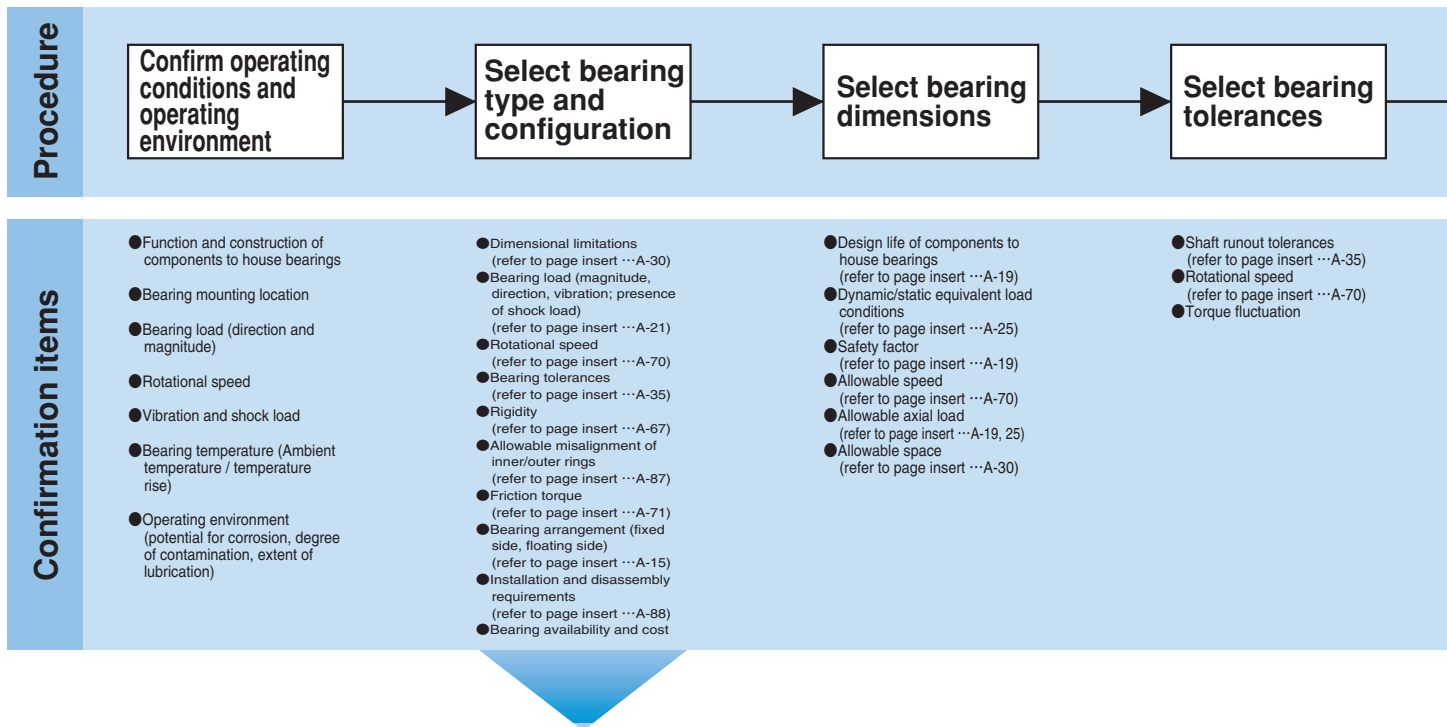 Procedure
Confirm operating
conditions and
operating
environment
Select bearing
type and
configuration
Select bearing
dimensions
Select bearing
tolerances
Confirmation items
●Function and construction of
components to house bearings
●Bearing mounting location
●Bearing load (direction and
magnitude)
●Rotational speed
●Vibration and shock load
●Bearing temperature (Ambient
temperature / temperature
rise)
●Operating environment
(potential for corrosion, degree
of contamination, extent of
lubrication)
●Dimensional limitations
(refer to page insert …A-30)
●Bearing load (magnitude,
direction, vibration; presence
of shock load)
(refer to page insert …A-21)
●Rotational speed
(refer to page insert …A-70)
●Bearing tolerances
(refer to page insert …A-35)
●Rigidity
(refer to page insert …A-67)
●Allowable misalignment of
inner/outer rings
(refer to page insert …A-87)
●Friction torque
(refer to page insert …A-71)
●Bearing arrangement (fixed
side, floating side)
(refer to page insert …A-15)
●Installation and disassembly
requirements
(refer to page insert …A-88)
●Bearing availability and cost
●Design life of components to
house bearings
(refer to page insert …A-19)
●Dynamic/static equivalent load
conditions
(refer to page insert …A-25)
●Safety factor
(refer to page insert …A-19)
●Allowable speed
(refer to page insert …A-70)
●Allowable axial load
(refer to page insert …A-19, 25)
●Allowable space
(refer to page insert …A-30)
●Shaft runout tolerances
(refer to page insert …A-35)
●Rotational speed
(refer to page insert …A-70)
●Torque fluctuation